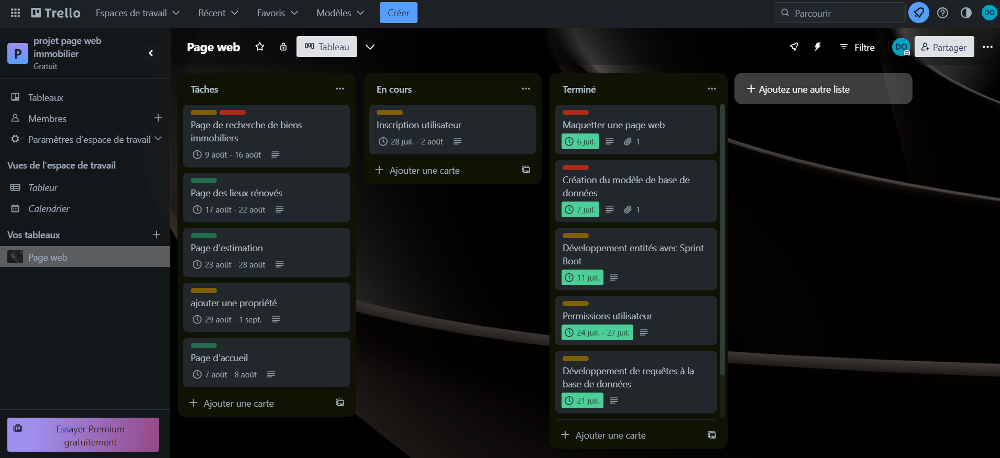 Trello
Espaces de travail
Récent
Favoris
Modèles
Créer
Parcourir
DO
P
projet page web
immobilier
Gratuit
Tableaux
Membres
Paramètres d'espace de travail
Vues de l'espace de travail
Tableur
Calendrier
Vos tableaux
Page web
Essayer Premium
gratuitement
Page web
Tableau
Filtre
DO
Partager
Tâches
Page de recherche de biens
immobiliers
9 août - 16 août
Page des lieux rénovés
17 août - 22 août
Page d'estimation
23 août - 28 août
ajouter une propriété
29 août - 1 sept.
Page d'accueil
7 août - 8 août
Ajouter une carte
En cours
Inscription utilisateur
28 juil. - 2 août
Ajouter une carte
Terminé
Maquetter une page web
6 juil.
1
Création du modèle de base de
données
7 juil.
1
Développement entités avec Sprint
Boot
11 juil.
Permissions utilisateur
24 juil. - 27 juil.
Développement de requêtes à la
base de données
21 juil.
Ajouter une carte
Ajoutez une autre liste